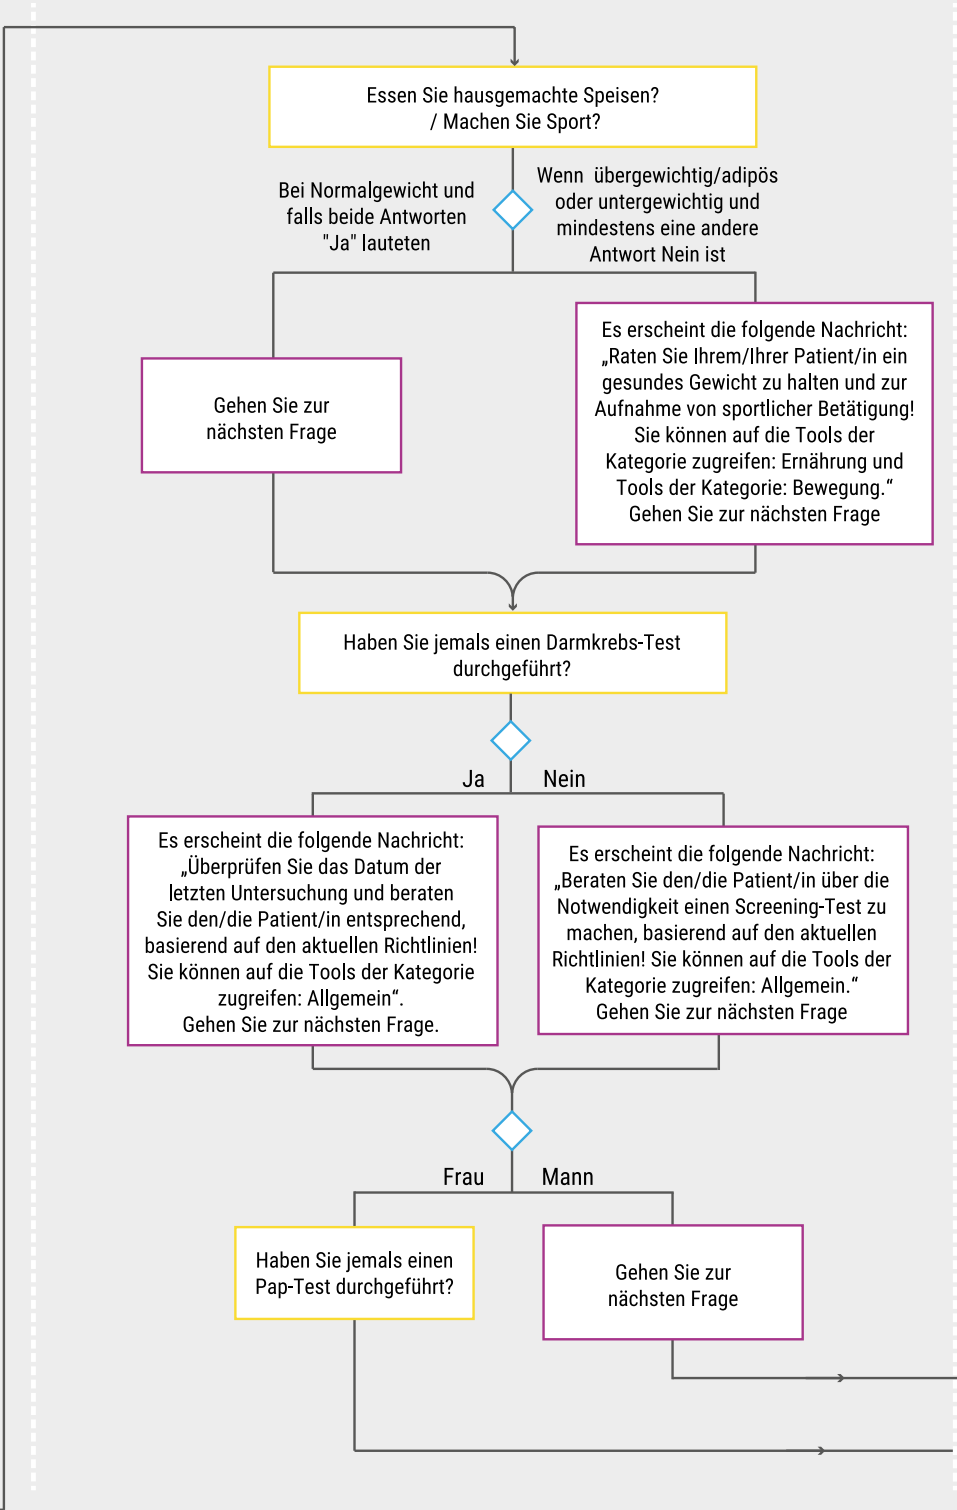 Essen Sie hausgemachte Speisen?
/ Machen Sie Sport?
Bei Normalgewicht und
falls beide Antworten
"Ja" lauteten
Wenn übergewichtig/adipös
oder untergewichtig und
mindestens eine andere
Antwort Nein ist
Gehen Sie zur
nächsten Frage
Es erscheint die folgende Nachricht:
„Raten Sie Ihrem/Ihrer Patient/in ein
gesundes Gewicht zu halten und zur
Aufnahme von sportlicher Betätigung!
Sie können auf die Tools der
Kategorie zugreifen: Ernährung und
Tools der Kategorie: Bewegung.“
Gehen Sie zur nächsten Frage
Haben Sie jemals einen Darmkrebs-Test
durchgeführt?
Ja
Nein
Es erscheint die folgende Nachricht:
„Überprüfen Sie das Datum der
letzten Untersuchung und beraten
Sie den/die Patient/in entsprechend,
basierend auf den aktuellen Richtlinien!
Sie können auf die Tools der Kategorie
zugreifen: Allgemein“.
Gehen Sie zur nächsten Frage.
Es erscheint die folgende Nachricht:
„Beraten Sie den/die Patient/in über die
Notwendigkeit einen Screening-Test zu
machen, basierend auf den aktuellen
Richtlinien! Sie können auf die Tools der
Kategorie zugreifen: Allgemein.“
Gehen Sie zur nächsten Frage
Frau
Mann
Haben Sie jemals einen
Pap-Test durchgeführt?
Gehen Sie zur
nächsten Frage